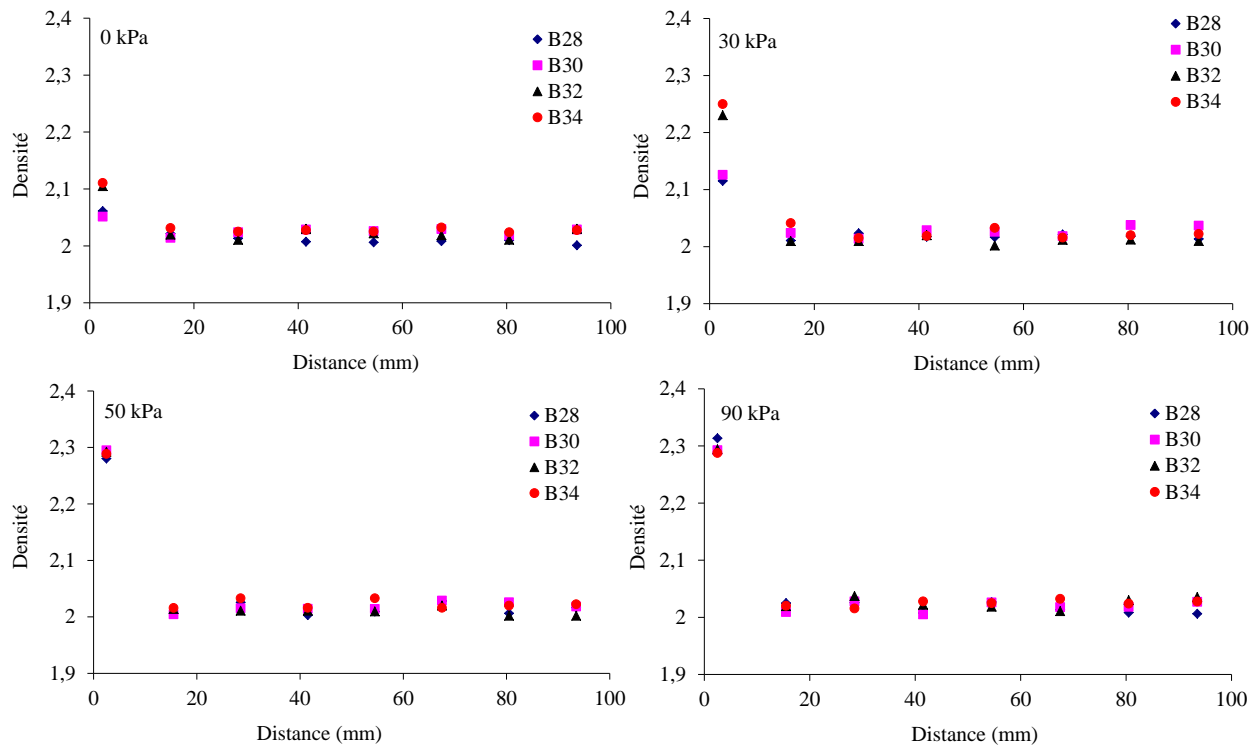 0 kPa
B28
B30
B32
B34
Densité
2,4
2,3
2,2
2,1
2
1,9
0 20 40 60 80 100
Distance (mm)
30 kPa
B28
B30
B32
B34
Densité
2,4
2,3
2,2
2,1
2
1,9
0 20 40 60 80 100
Distance (mm)
50 kPa
B28
B30
B32
B34
Densité
2,4
2,3
2,2
2,1
2
1,9
0 20 40 60 80 100
Distance (mm)
90 kPa
B28
B30
B32
B34
Densité
2,4
2,3
2,2
2,1
2
1,9
0 20 40 60 80 100
Distance (mm)